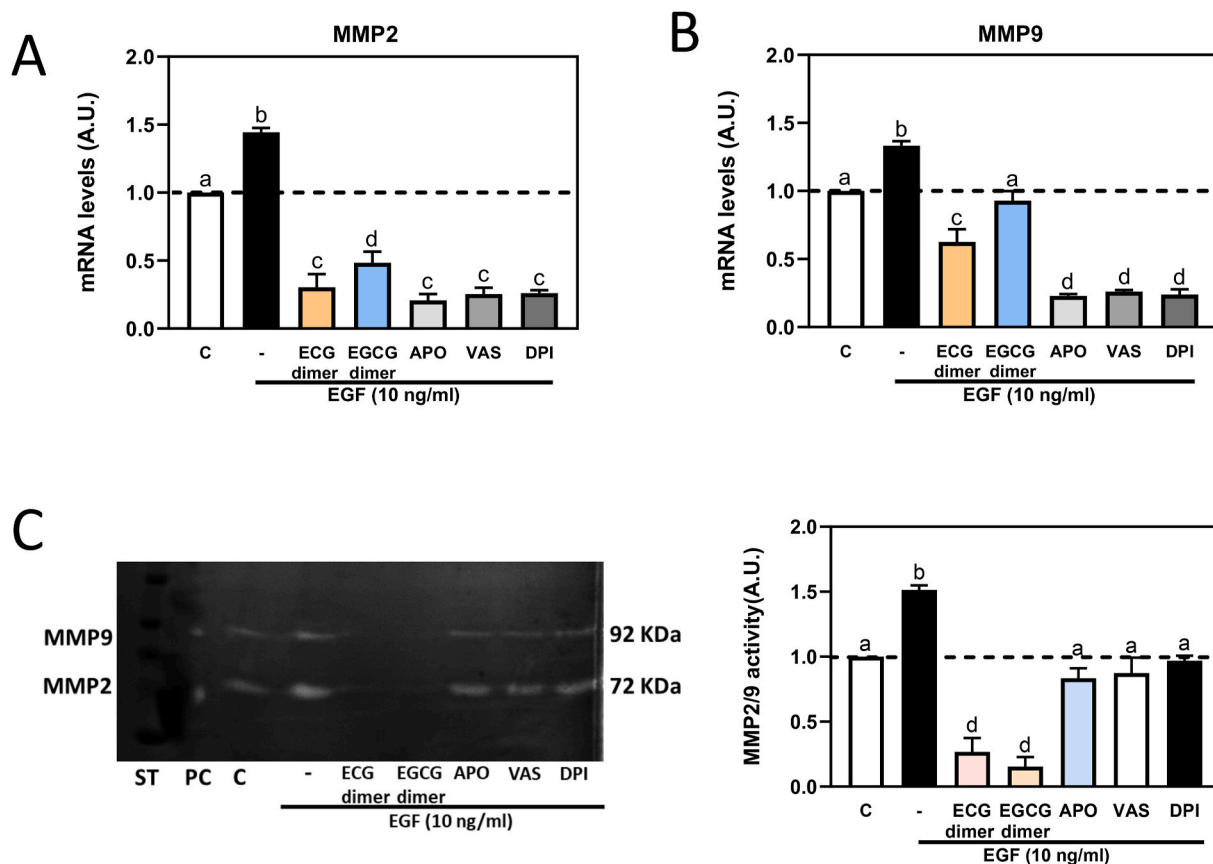 A
MMP2
mRNA levels (A.U.)
2.0
1.5
1.0
0.5
0.0
a
b
c
d
c
c
c
C
-
ECG
dimer
EGCG
dimer
APO
VAS
DPI
EGF (10 ng/ml)
B
MMP9
mRNA levels (A.U.)
2.0
1.5
1.0
0.5
0.0
a
b
c
a
d
d
d
C
-
ECG
dimer
EGCG
dimer
APO
VAS
DPI
EGF (10 ng/ml)
C
MMP9
92 KDa
MMP2
72 KDa
ST
PC
C
-
ECG
dimer
EGCG
dimer
APO
VAS
DPI
EGF (10 ng/ml)
MMP2/9 activity(A.U.)
2.0
1.5
1.0
0.5
0.0
a
b
d
d
a
a
a
C
-
ECG
dimer
EGCG
dimer
APO
VAS
DPI
EGF (10 ng/ml)